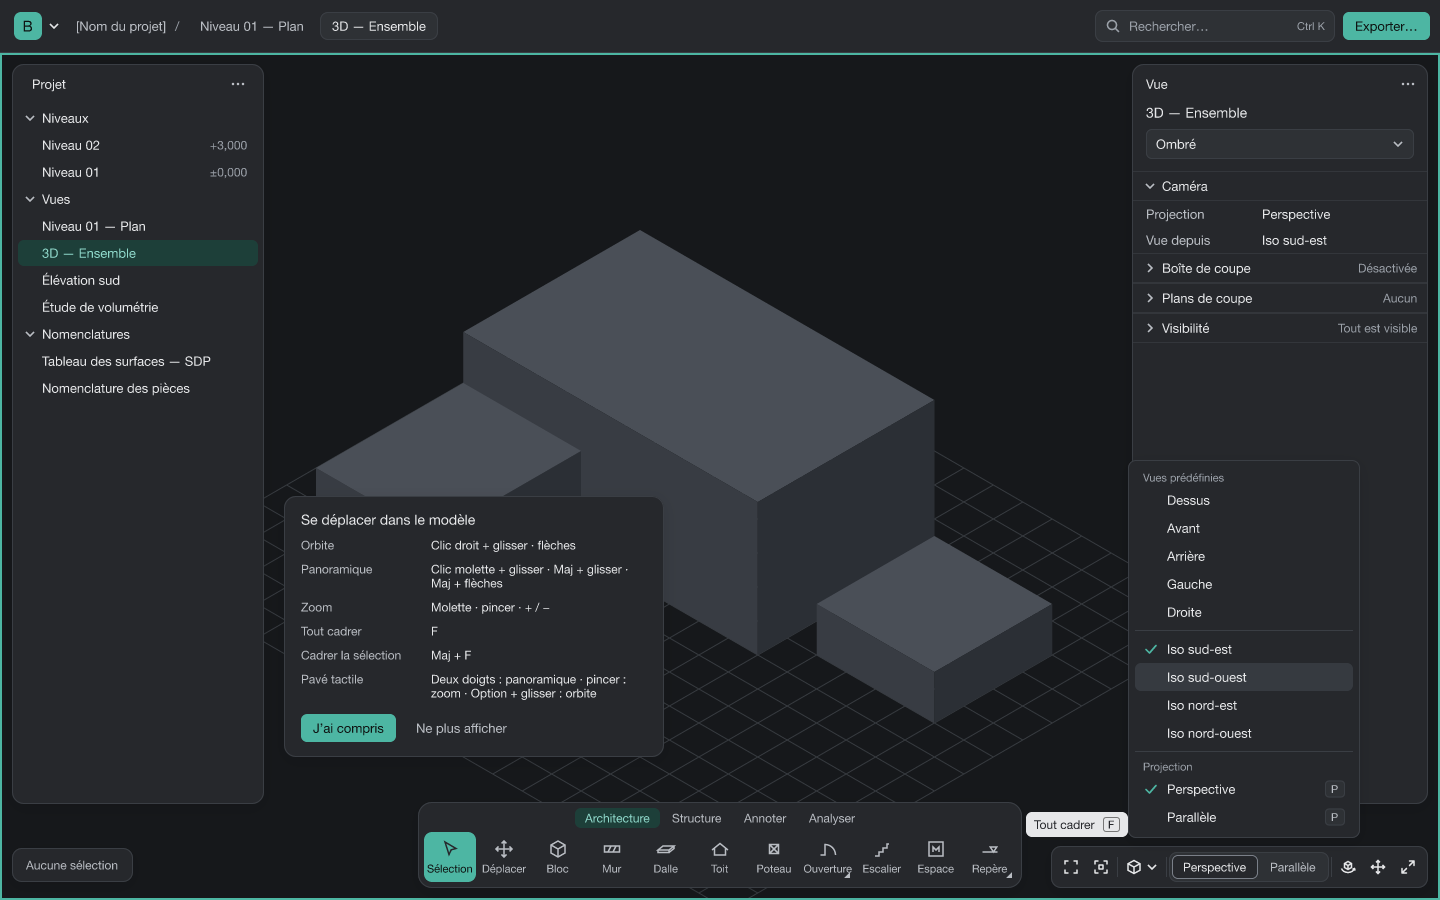 B
[Nom du projet] /
Niveau 01 — Plan
3D — Ensemble
Rechercher…
Ctrl K
Exporter…
Projet
Niveaux
Niveau 02
+3,000
Niveau 01
±0,000
Vues
Niveau 01 — Plan
3D — Ensemble
Élévation sud
Étude de volumétrie
Nomenclatures
Tableau des surfaces — SDP
Nomenclature des pièces
Aucune sélection
Se déplacer dans le modèle
Orbite
Clic droit + glisser · flèches
Panoramique
Clic molette + glisser · Maj + glisser ·
Maj + flèches
Zoom
Molette · pincer · + / −
Tout cadrer
F
Cadrer la sélection
Maj + F
Pavé tactile
Deux doigts : panoramique · pincer :
zoom · Option + glisser : orbite
J'ai compris
Ne plus afficher
Architecture
Structure
Annoter
Analyser
Sélection
Déplacer
Bloc
Mur
Dalle
Toit
Poteau
Ouverture
Escalier
Espace
Repère
Vue
3D — Ensemble
Ombré
Caméra
Projection
Perspective
Vue depuis
Iso sud-est
Boîte de coupe
Désactivée
Plans de coupe
Aucun
Visibilité
Tout est visible
Vues prédéfinies
Dessus
Avant
Arrière
Gauche
Droite
Iso sud-est
Iso sud-ouest
Iso nord-est
Iso nord-ouest
Projection
Perspective
P
Parallèle
P
Tout cadrer
F
Perspective
Parallèle